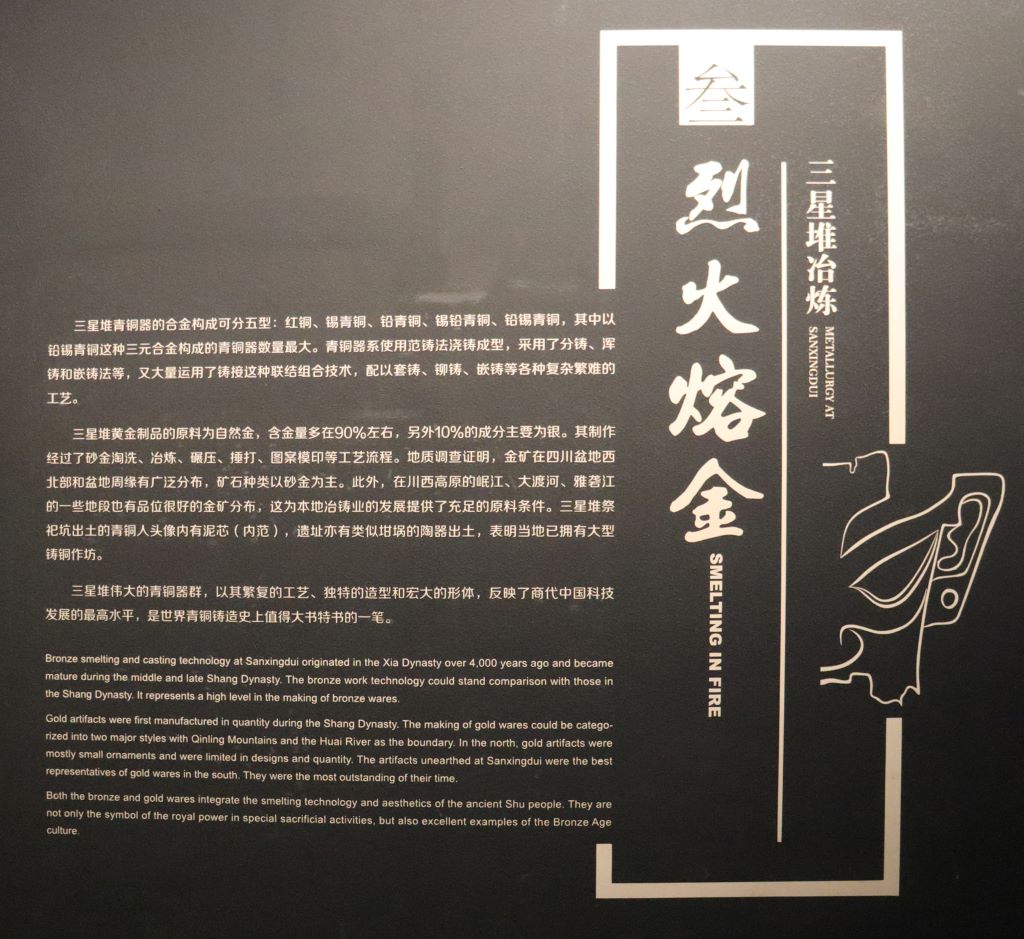 叁
烈火熔金
SMELTING IN FIRE
三星堆冶炼
METALLURGY AT
SANXINGDUI
三星堆青铜器的合金构成可分五型：红铜、锡青铜、铅青铜、锡铅青铜、铅锡青铜，其中以
铅锡青铜这种三元合金构成的青铜器数量最大。青铜器系使用范铸法浇铸成型，采用了分铸、浑
铸和嵌铸法等，又大量运用了铸接这种联结组合技术，配以套铸、铆铸、嵌铸等各种复杂繁难的
工艺。
三星堆黄金制品的原料为自然金，含金量多在90%左右，另外10%的成分主要为银。其制作
经过了砂金淘洗、冶炼、碾压、捶打、图案模印等工艺流程。地质调查证明，金矿在四川盆地西
北部和盆地周缘有广泛分布，矿石种类以砂金为主。此外，在川西高原的岷江、大渡河、雅砻江
的一些地段也有品位很好的金矿分布，这为本地冶铸业的发展提供了充足的原料条件。三星堆祭
祀坑出土的青铜人头像内有泥芯（内范），遗址亦有类似坩埚的陶器出土，表明当地已拥有大型
铸铜作坊。
三星堆伟大的青铜器群，以其繁复的工艺、独特的造型和宏大的形体，反映了商代中国科技
发展的最高水平，是世界青铜铸造史上值得大书特书的一笔。
Bronze smelting and casting technology at Sanxingdui originated in the Xia Dynasty over 4,000 years ago and became
mature during the middle and late Shang Dynasty. The bronze work technology could stand comparison with those in
the Shang Dynasty. It represents a high level in the making of bronze wares.
Gold artifacts were first manufactured in quantity during the Shang Dynasty. The making of gold wares could be catego-
rized into two major styles with Qinling Mountains and the Huai River as the boundary. In the north, gold artifacts were
mostly small ornaments and were limited in designs and quantity. The artifacts unearthed at Sanxingdui were the best
representatives of gold wares in the south. They were the most outstanding of their time.
Both the bronze and gold wares integrate the smelting technology and aesthetics of the ancient Shu people. They are
not only the symbol of the royal power in special sacrificial activities, but also excellent examples of the Bronze Age
culture.